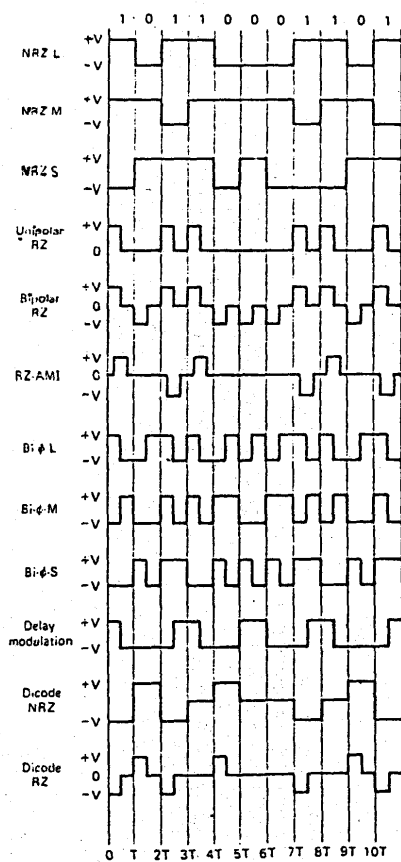 1 0 1 1 0 0 0 1 1 0 1
+V
NRZ L
-V
+V
NRZ M
-V
+V
NRZ S
-V
Unipolar
RZ
+V
0
Bipolar
RZ
+V
0
-V
RZ-AMI
+V
0
-V
Bi-ϕ-L
+V
-V
Bi-ϕ-M
+V
-V
Bi-ϕ-S
+V
-V
Delay
modulation
+V
-V
Dicode
NRZ
+V
-V
Dicode
RZ
+V
0
-V
0 T 2T 3T 4T 5T 6T 7T 8T 9T 10T